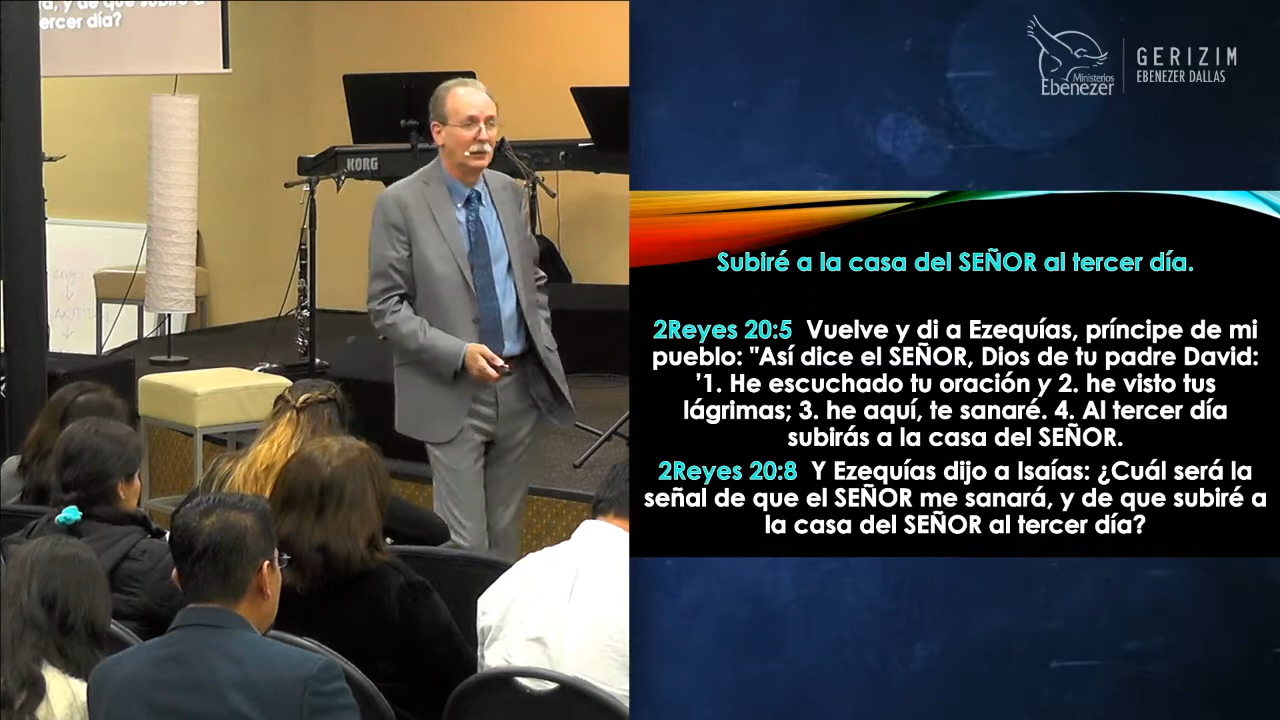 a, y de que subiré a
tercer día?
KORG
Ministerios
Ebenezer
GERIZIM
EBENEZER DALLAS
Subiré a la casa del SEÑOR al tercer día.
2Reyes 20:5 Vuelve y di a Ezequías, príncipe de mi
pueblo: "Así dice el SEÑOR, Dios de tu padre David:
'1. He escuchado tu oración y 2. he visto tus
lágrimas; 3. he aquí, te sanaré. 4. Al tercer día
subirás a la casa del SEÑOR.
2Reyes 20:8 Y Ezequías dijo a Isaías: ¿Cuál será la
señal de que el SEÑOR me sanará, y de que subiré a
la casa del SEÑOR al tercer día?